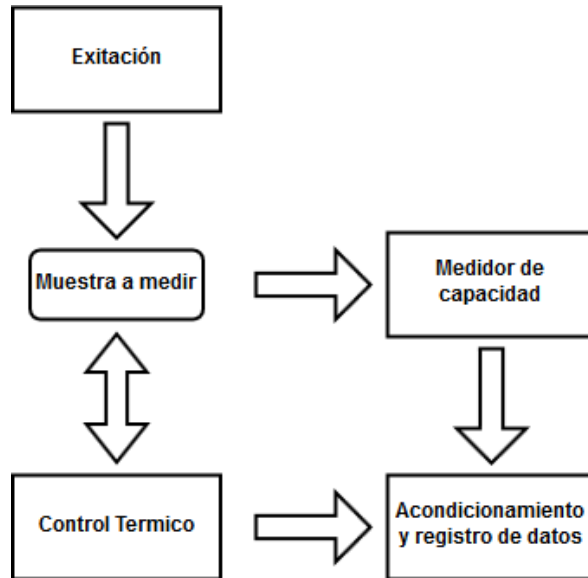 Exitación
Muestra a medir
Medidor de
capacidad
Control Termico
Acondicionamiento
y registro de datos